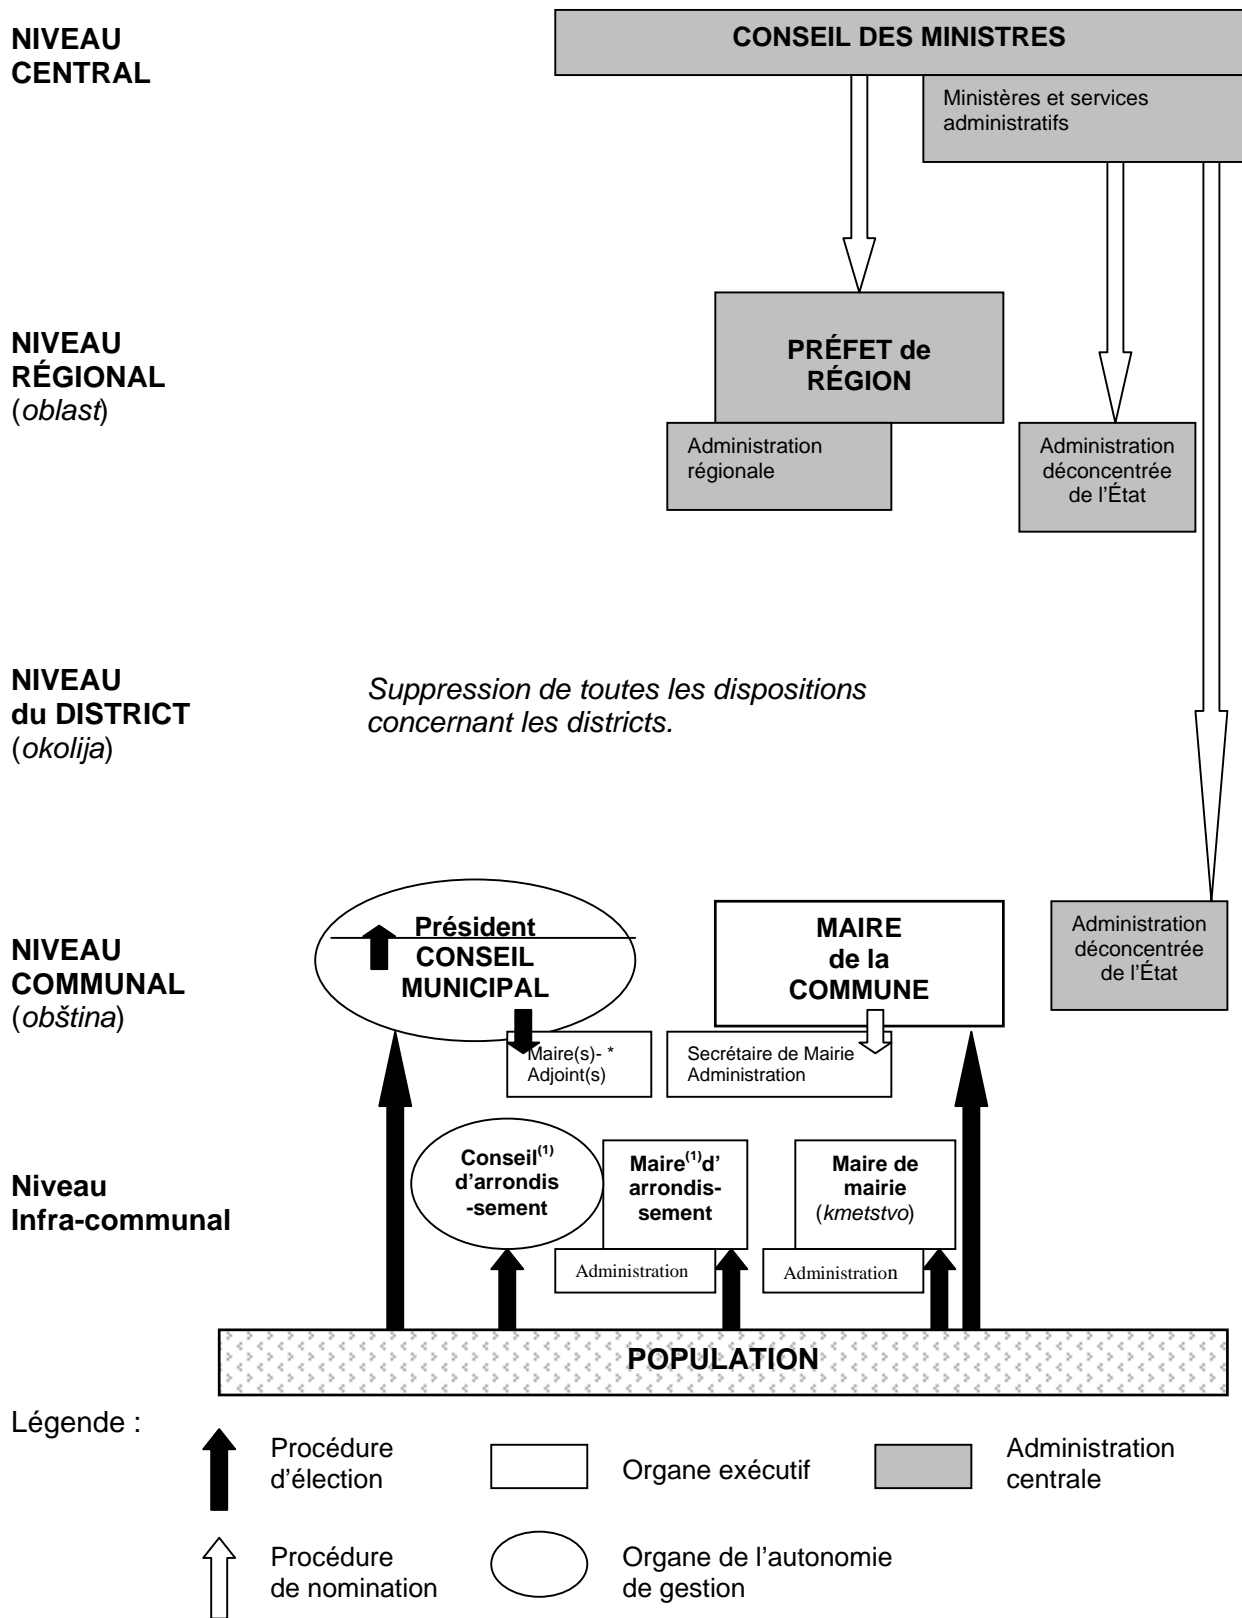 NIVEAU
CENTRAL
CONSEIL DES MINISTRES
Ministères et services
administratifs
NIVEAU
RÉGIONAL
(oblast)
PRÉFET de
RÉGION
Administration
régionale
Administration
déconcentrée
de l'État
NIVEAU
du DISTRICT
(okolija)
Suppression de toutes les dispositions
concernant les districts.
NIVEAU
COMMUNAL
(obština)
Président
CONSEIL
MUNICIPAL
MAIRE
de la
COMMUNE
Administration
déconcentrée
de l'État
Maire(s)- *
Adjoint(s)
Secrétaire de Mairie
Administration
Niveau
Infra-communal
Conseil(1)
d'arrondis
-sement
Maire(1)d'
arrondis-
sement
Maire de
mairie
(kmetstvo)
Administration
Administration
POPULATION
Légende :
Procédure
d'élection
Organe exécutif
Administration
centrale
Procédure
de nomination
Organe de l'autonomie
de gestion